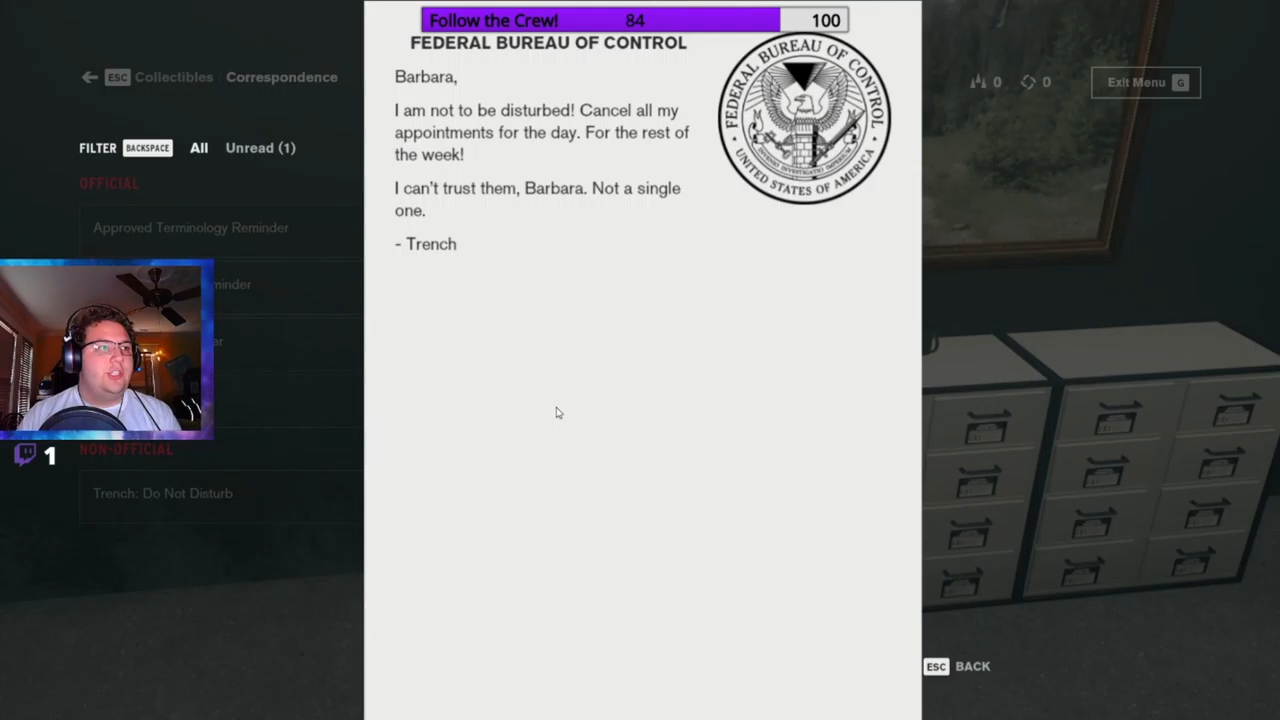 Follow the Crew! 84 100
FEDERAL BUREAU OF CONTROL
FEDERAL BUREAU OF CONTROL
UNITED STATES OF AMERICA
ESC Collectibles Correspondence
0 0
Exit Menu G
Barbara,
I am not to be disturbed! Cancel all my
appointments for the day. For the rest of
the week!
I can't trust them, Barbara. Not a single
one.
- Trench
FILTER BACKSPACE All Unread (1)
OFFICIAL
Approved Terminology Reminder
minder
er
1
NON-OFFICIAL
Trench: Do Not Disturb
ESC BACK